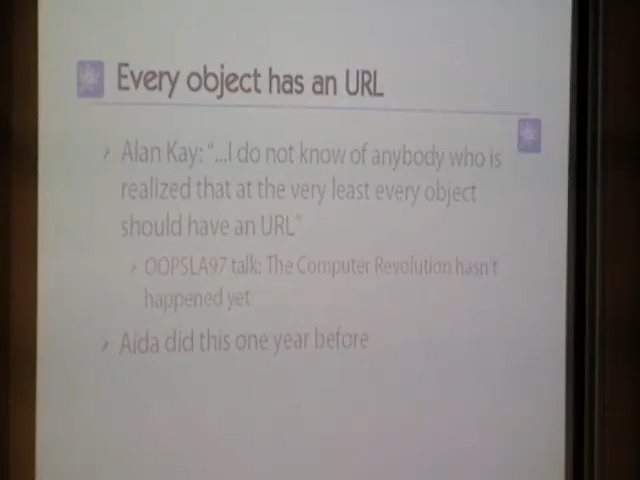 Every object has an URL
Alan Kay: "...I do not know of anybody who is
realized that at the very least every object
should have an URL"
OOPSLA97 talk: The Computer Revolution hasn't
happened yet
Aida did this one year before